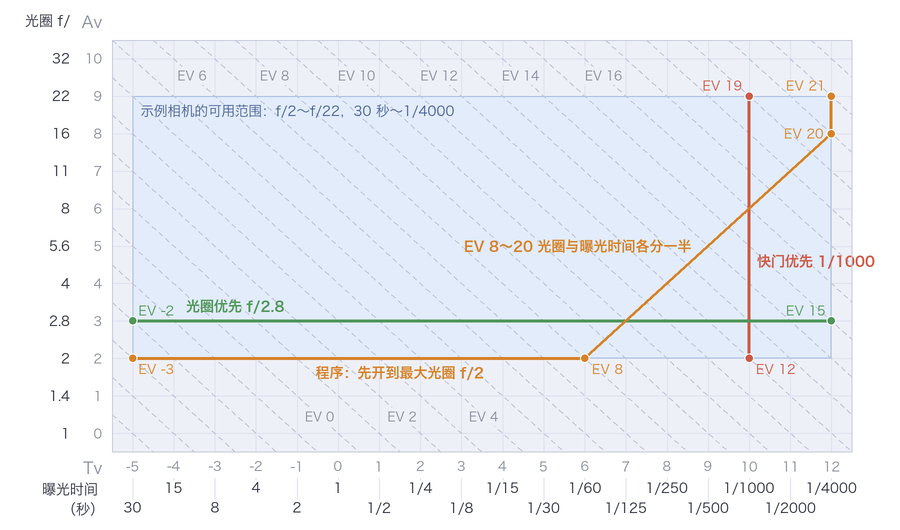 光圈 f/ Av
32 10
EV 6 EV 8 EV 10 EV 12 EV 14 EV 16
EV 19 EV 21
22 9
示例相机的可用范围：f/2～f/22，30 秒～1/4000
16 8
EV 20
11 7
8 6
5.6 5
EV 8～20 光圈与曝光时间各分一半
快门优先 1/1000
4 4
EV -2 光圈优先 f/2.8 EV 15
2.8 3
2 2
EV -3 程序：先开到最大光圈 f/2 EV 8 EV 12
1.4 1
EV 0 EV 2 EV 4
1 0
Tv -5 -4 -3 -2 -1 0 1 2 3 4 5 6 7 8 9 10 11 12
曝光时间 15 4 1 1/4 1/15 1/60 1/250 1/1000 1/4000
（秒） 30 8 2 1/2 1/8 1/30 1/125 1/500 1/2000